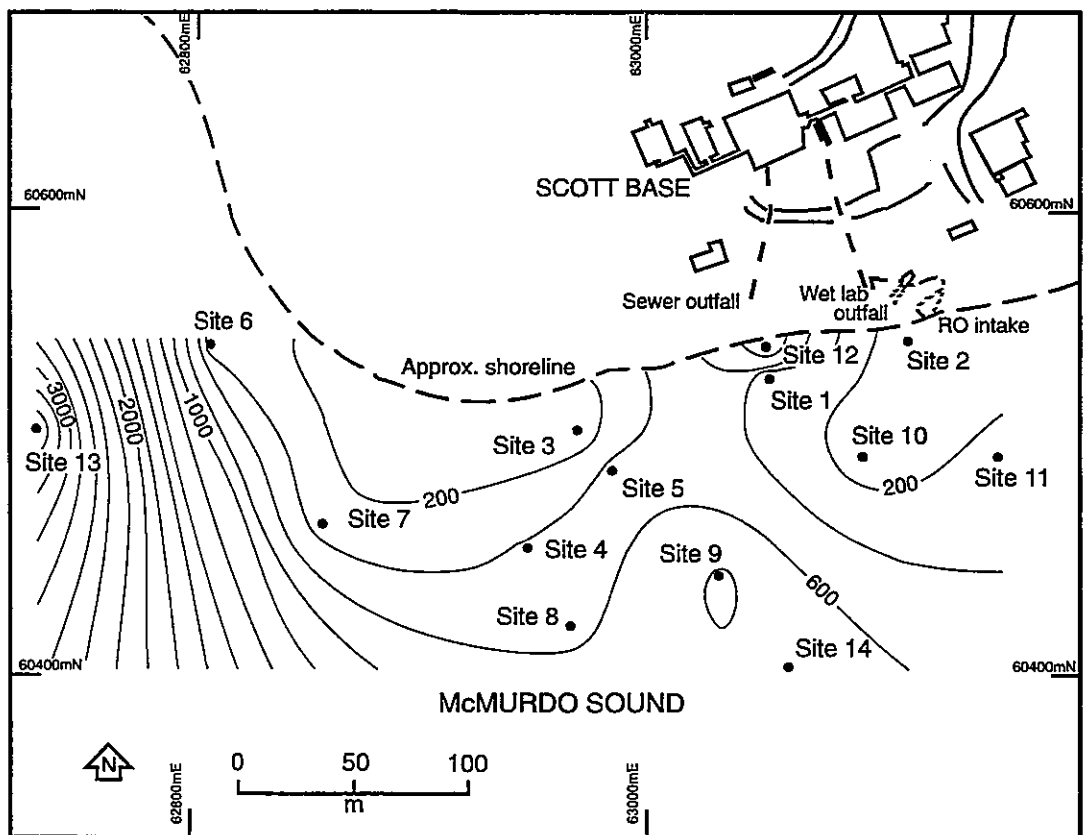 62800mE
63000mE
SCOTT BASE
60600mN
60600mN
Sewer outfall
Wet lab
outfall
RO intake
Site 6
Approx. shoreline
Site 12
Site 2
Site 1
3000
2000
1000
Site 13
Site 3
Site 10
200
Site 5
200
Site 11
Site 7
Site 4
Site 9
600
Site 8
Site 14
60400mN
60400mN
McMURDO SOUND
N
0
50
100
m
62800mE
63000mE